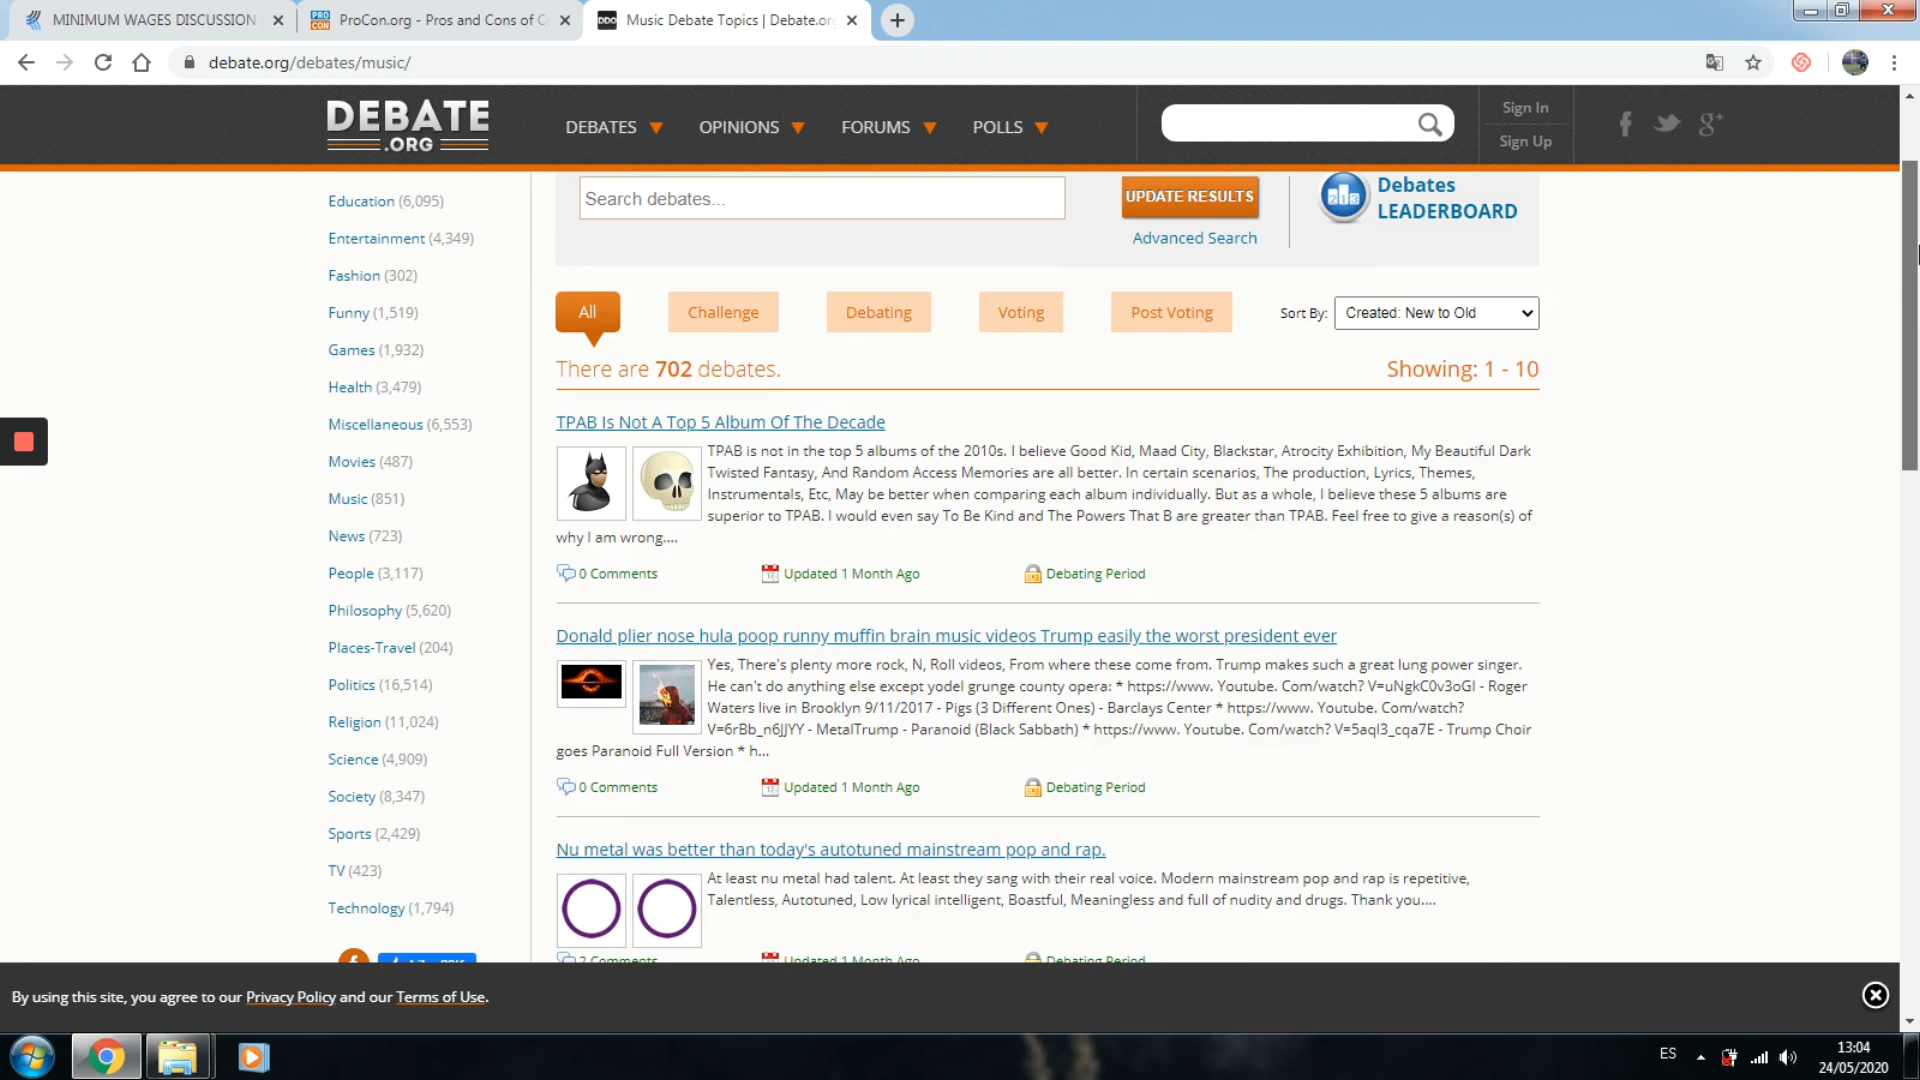 MINIMUM WAGES DISCUSSION
ProCon.org - Pros and Cons of C
Music Debate Topics | Debate.or
debate.org/debates/music/
DEBATE
.ORG
DEBATES
OPINIONS
FORUMS
POLLS
Sign In
Sign Up
Search debates...
UPDATE RESULTS
Advanced Search
Debates
LEADERBOARD
Education (6,095)
Entertainment (4,349)
Fashion (302)
Funny (1,519)
Games (1,932)
Health (3,479)
Miscellaneous (6,553)
Movies (487)
Music (851)
News (723)
People (3,117)
Philosophy (5,620)
Places-Travel (204)
Politics (16,514)
Religion (11,024)
Science (4,909)
Society (8,347)
Sports (2,429)
TV (423)
Technology (1,794)
All
Challenge
Debating
Voting
Post Voting
Sort By:
Created: New to Old
There are 702 debates.
Showing: 1 - 10
TPAB Is Not A Top 5 Album Of The Decade
TPAB is not in the top 5 albums of the 2010s. I believe Good Kid, Maad City, Blackstar, Atrocity Exhibition, My Beautiful Dark
Twisted Fantasy, And Random Access Memories are all better. In certain scenarios, The production, Lyrics, Themes,
Instrumentals, Etc, May be better when comparing each album individually. But as a whole, I believe these 5 albums are
superior to TPAB. I would even say To Be Kind and The Powers That B are greater than TPAB. Feel free to give a reason(s) of
why I am wrong....
0 Comments
Updated 1 Month Ago
Debating Period
Donald plier nose hula poop runny muffin brain music videos Trump easily the worst president ever
Yes, There's plenty more rock, N, Roll videos, From where these come from. Trump makes such a great lung power singer.
He can't do anything else except yodel grunge county opera: * https://www. Youtube. Com/watch? V=uNgkC0v3oGI - Roger
Waters live in Brooklyn 9/11/2017 - Pigs (3 Different Ones) - Barclays Center * https://www. Youtube. Com/watch?
V=6rBb_n6JJYY - MetalTrump - Paranoid (Black Sabbath) * https://www. Youtube. Com/watch? V=5aql3_cqa7E - Trump Choir
goes Paranoid Full Version * h...
0 Comments
Updated 1 Month Ago
Debating Period
Nu metal was better than today's autotuned mainstream pop and rap.
At least nu metal had talent. At least they sang with their real voice. Modern mainstream pop and rap is repetitive,
Talentless, Autotuned, Low lyrical intelligent, Boastful, Meaningless and full of nudity and drugs. Thank you....
2 Comments
Updated 1 Month Ago
Debating Period
By using this site, you agree to our Privacy Policy and our Terms of Use.
ES
13:04
24/05/2020